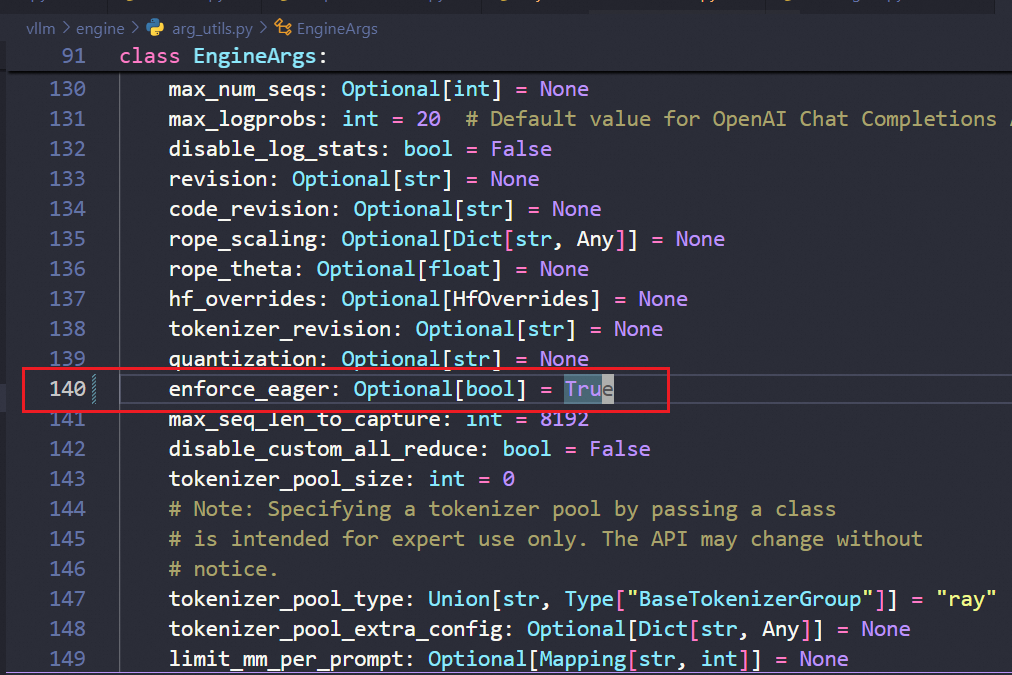 vllm > engine > arg_utils.py > EngineArgs
91 class EngineArgs:
130 max_num_seqs: Optional[int] = None
131 max_logprobs: int = 20 # Default value for OpenAI Chat Completions
132 disable_log_stats: bool = False
133 revision: Optional[str] = None
134 code_revision: Optional[str] = None
135 rope_scaling: Optional[Dict[str, Any]] = None
136 rope_theta: Optional[float] = None
137 hf_overrides: Optional[HfOverrides] = None
138 tokenizer_revision: Optional[str] = None
139 quantization: Optional[str] = None
140 enforce_eager: Optional[bool] = True
141 max_seq_len_to_capture: int = 8192
142 disable_custom_all_reduce: bool = False
143 tokenizer_pool_size: int = 0
144 # Note: Specifying a tokenizer pool by passing a class
145 # is intended for expert use only. The API may change without
146 # notice.
147 tokenizer_pool_type: Union[str, Type["BaseTokenizerGroup"]] = "ray"
148 tokenizer_pool_extra_config: Optional[Dict[str, Any]] = None
149 limit_mm_per_prompt: Optional[Mapping[str, int]] = None